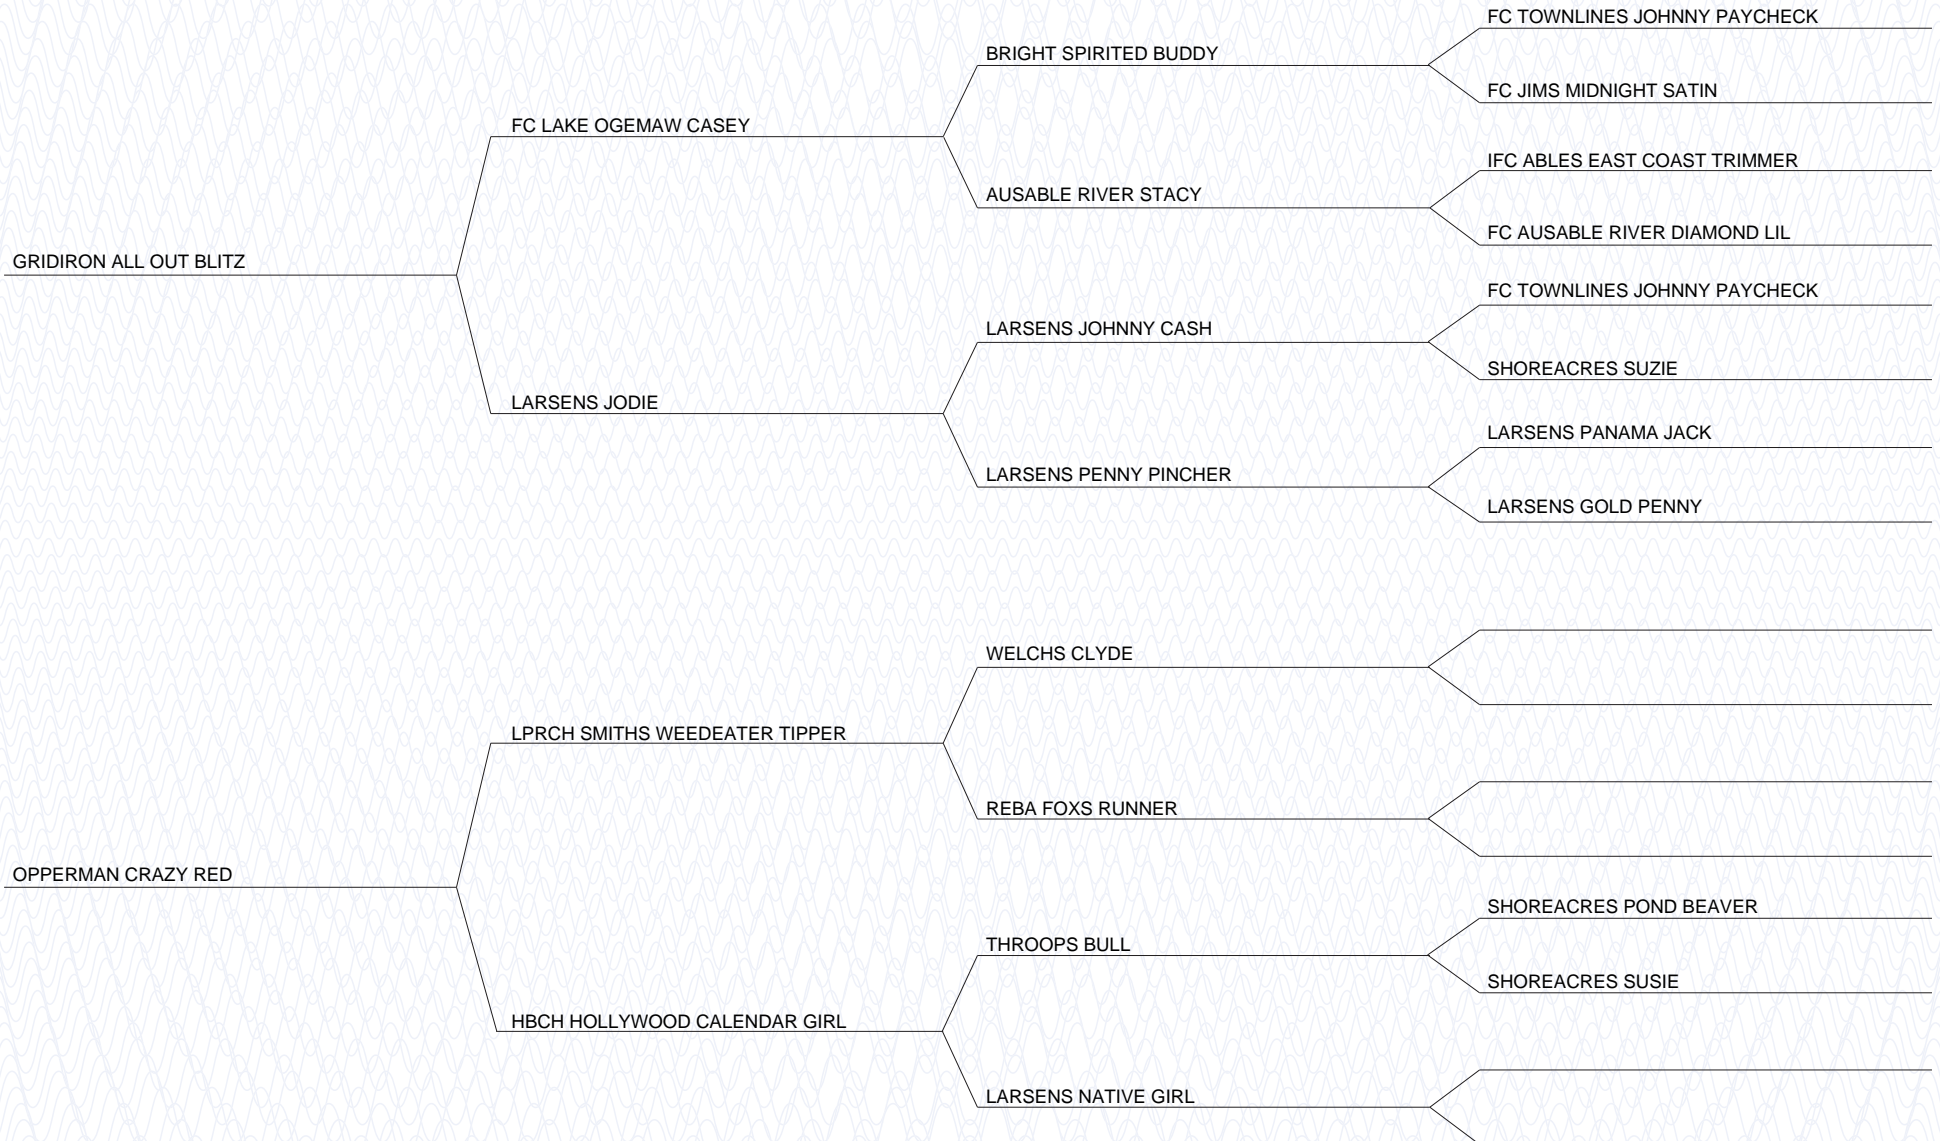 FC TOWNLINES JOHNNY PAYCHECK
BRIGHT SPIRITED BUDDY
FC JIMS MIDNIGHT SATIN
FC LAKE OGEMAW CASEY
IFC ABLES EAST COAST TRIMMER
AUSABLE RIVER STACY
FC AUSABLE RIVER DIAMOND LIL
GRIDIRON ALL OUT BLITZ
FC TOWNLINES JOHNNY PAYCHECK
LARSENS JOHNNY CASH
SHOREACRES SUZIE
LARSENS JODIE
LARSENS PANAMA JACK
LARSENS PENNY PINCHER
LARSENS GOLD PENNY
WELCHS CLYDE
LPRCH SMITHS WEEDEATER TIPPER
REBA FOXS RUNNER
OPPERMAN CRAZY RED
SHOREACRES POND BEAVER
THROOPS BULL
SHOREACRES SUSIE
HBCH HOLLYWOOD CALENDAR GIRL
LARSENS NATIVE GIRL